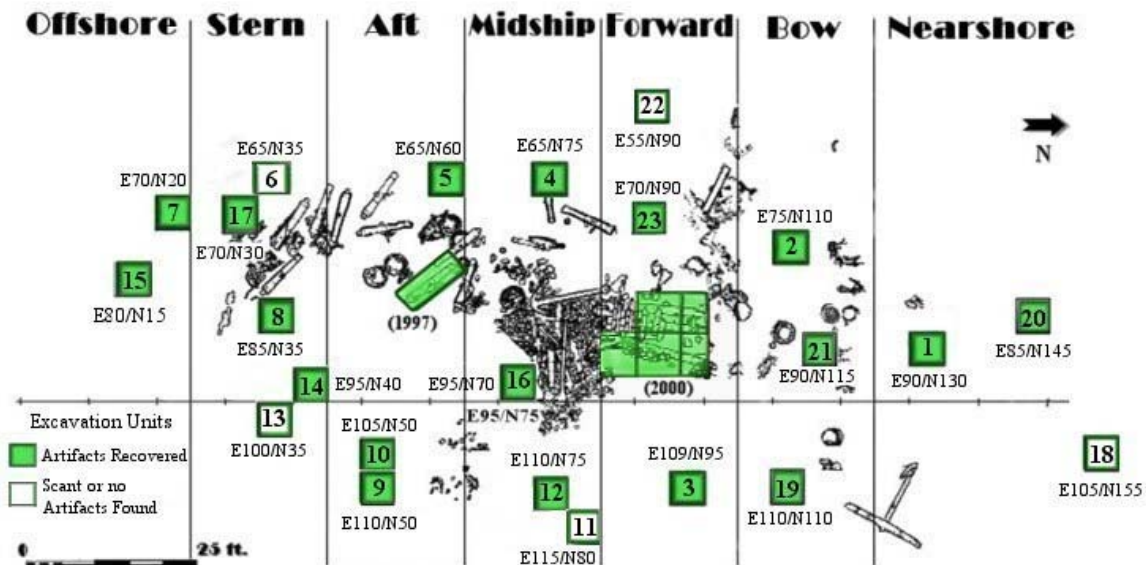 Offshore
Stern
Aft
Midship
Forward
Bow
Nearshore
22
E55/N90
N
E65/N35
6
E65/N60
5
E65/N75
4
E70/N90
23
E70/N20
7
17
E70/N30
E75/N110
2
15
E80/N15
8
E85/N35
(1997)
(2000)
21
E90/N115
1
E90/N130
20
E85/N145
14
E95/N40
E95/N70
16
E95/N75
13
E100/N35
E105/N50
10
9
E110/N50
E110/N75
12
11
E115/N80
E109/N95
3
19
E110/N110
18
E105/N155
Excavation Units
Artifacts Recovered
Scant or no
Artifacts Found
0
25 ft.